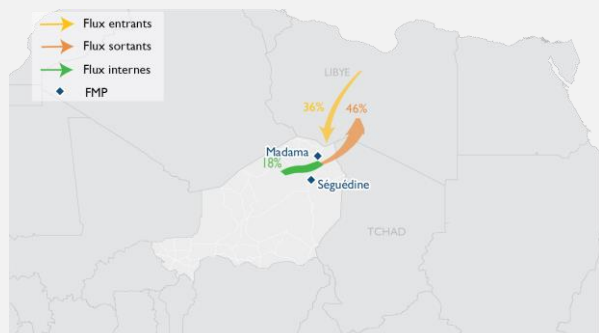 Flux entrants
Flux sortants
Flux internes
FMP
LIBYE
36%
46%
Madama
18%
Séguédine
TCHAD